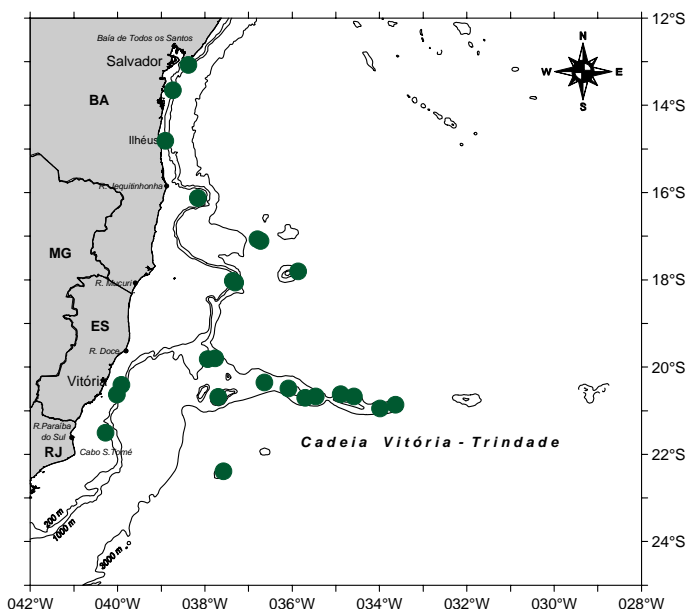 12°S
Baía de Todos os Santos
Salvador
N
W E
S
BA
14°S
Ilhéus
16°S
R. Jequitinhonha
MG
18°S
R. Mucuri
ES
R. Doce
20°S
Vitória
R.Paraíba
do Sul
Cabo S.Tomé
RJ
Cadeia Vitória - Trindade
22°S
200 m
1000 m
3000 m
24°S
042°W 040°W 038°W 036°W 034°W 032°W 030°W 028°W